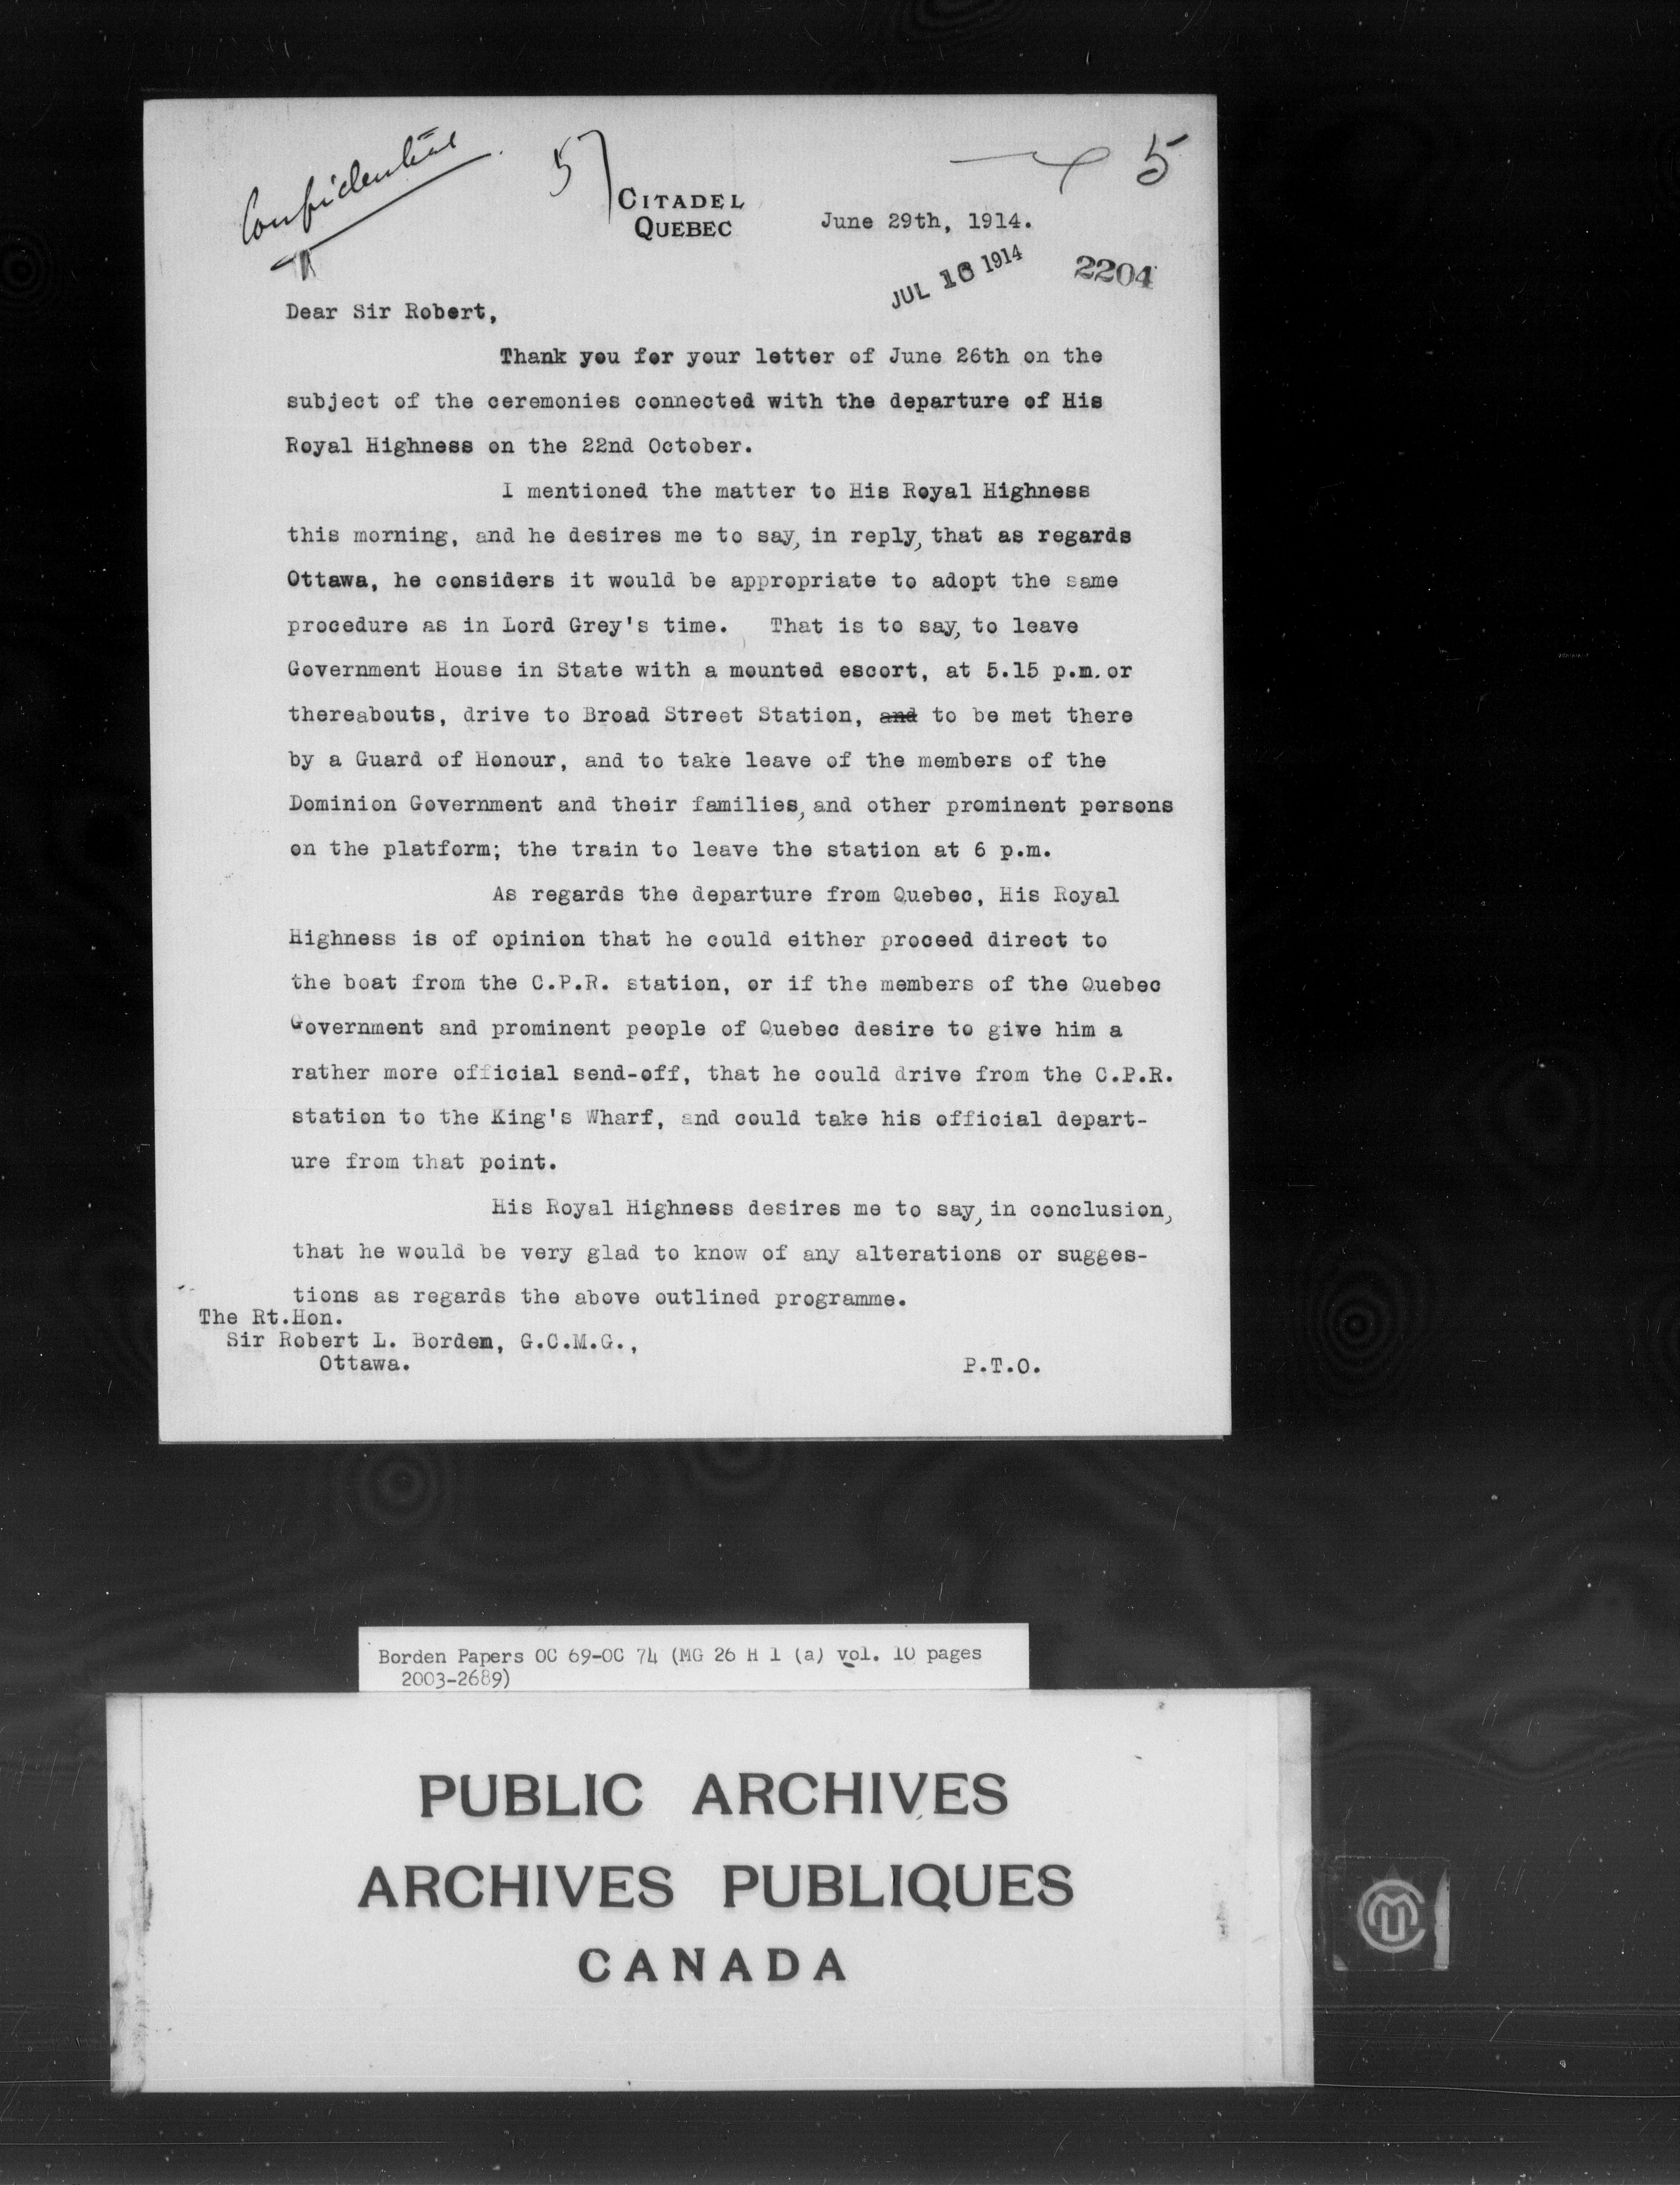 Confidential
5
5
CITADEL
QUEBEC
June 29th, 1914.
JUL 16 1914
2204
Dear Sir Robert,
Thank you for your letter of June 26th on the
subject of the ceremonies connected with the departure of His
Royal Highness on the 22nd October.
I mentioned the matter to His Royal Highness
this morning, and he desires me to say, in reply, that as regards
Ottawa, he considers it would be appropriate to adopt the same
procedure as in Lord Grey's time. That is to say, to leave
Government House in State with a mounted escort, at 5.15 p.m. or
thereabouts, drive to Broad Street Station, and to be met there
by a Guard of Honour, and to take leave of the members of the
Dominion Government and their families, and other prominent persons
on the platform; the train to leave the station at 6 p.m.
As regards the departure from Quebec, His Royal
Highness is of opinion that he could either proceed direct to
the boat from the C.P.R. station, or if the members of the Quebec
Government and prominent people of Quebec desire to give him a
rather more official send-off, that he could drive from the C.P.R.
station to the King's Wharf, and could take his official depart-
ure from that point.
His Royal Highness desires me to say, in conclusion,
that he would be very glad to know of any alterations or sugges-
tions as regards the above outlined programme.
The Rt.Hon.
Sir Robert L. Bordem, G.C.M.G.,
Ottawa.
P.T.O.
Borden Papers OC 69-OC 74 (MG 26 H 1 (a) vol. 10 pages
2003-2689)
PUBLIC ARCHIVES
ARCHIVES PUBLIQUES
CANADA